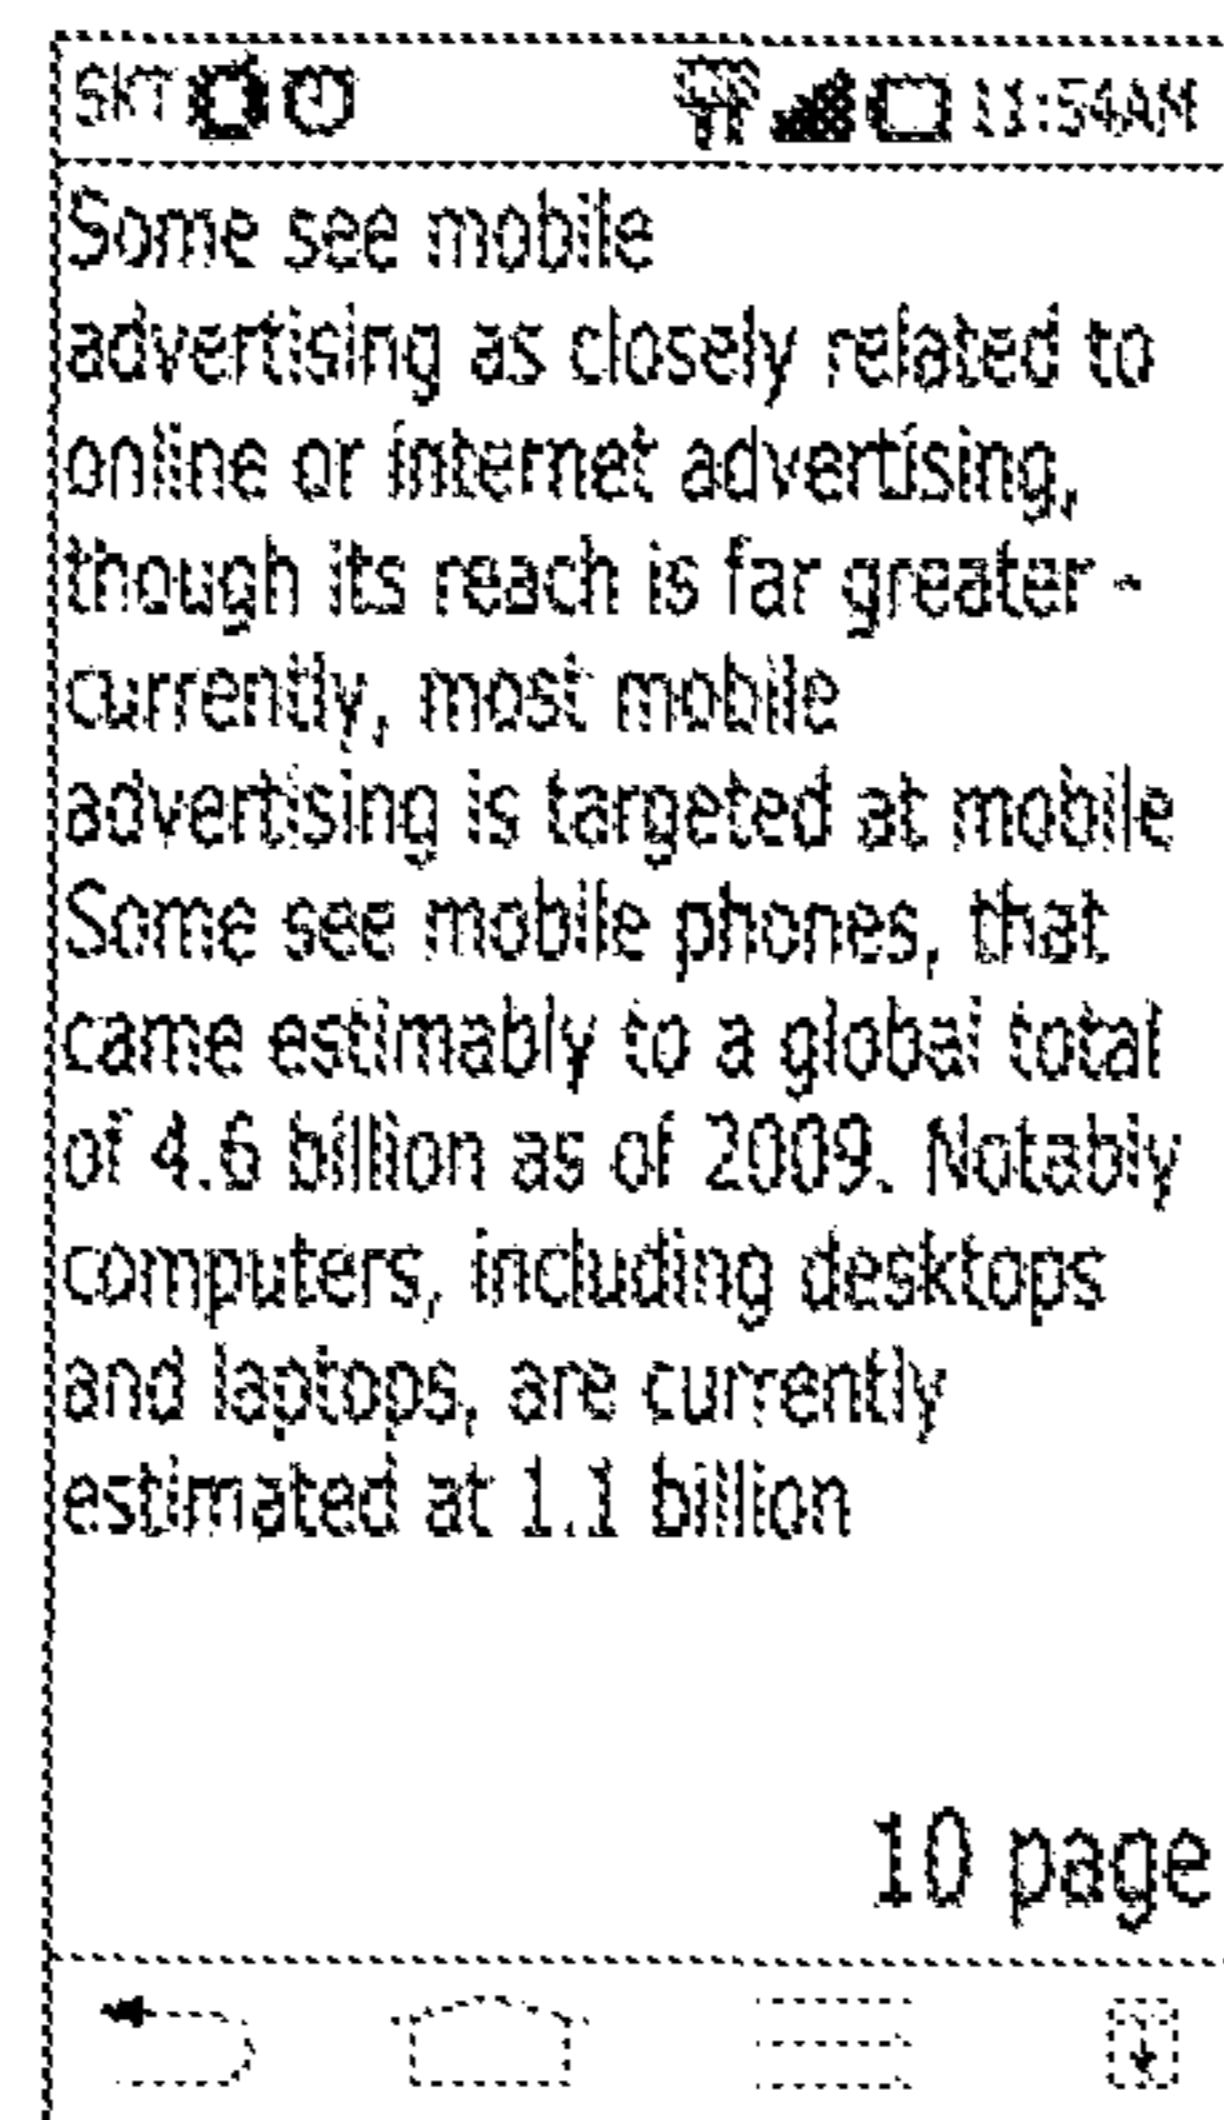 SKT 11:54AM
Some see mobile
advertising as closely related to
online or internet advertising,
though its reach is far greater -
currently, most mobile
advertising is targeted at mobile
Some see mobile phones, that
came estimably to a global total
of 4.6 billion as of 2009. Notably
computers, including desktops
and laptops, are currently
estimated at 1.1 billion
10 page